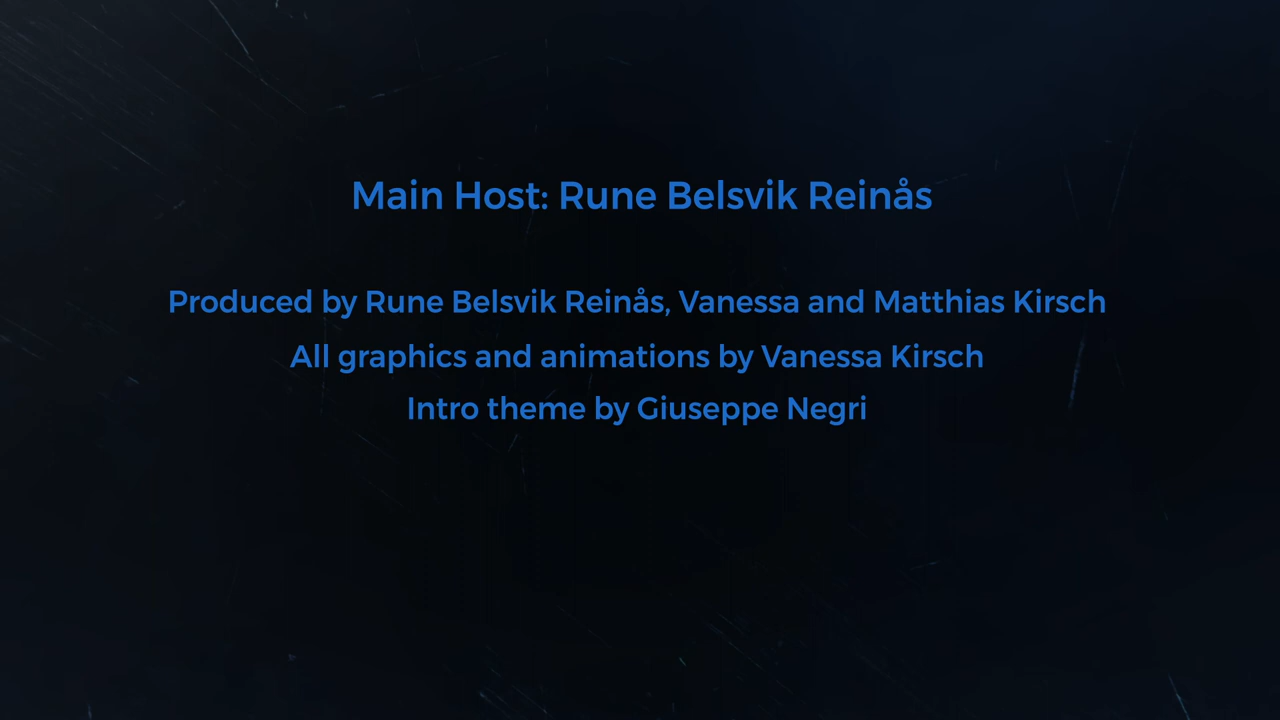 Main Host: Rune Belsvik Reinås
Produced by Rune Belsvik Reinås, Vanessa and Matthias Kirsch
All graphics and animations by Vanessa Kirsch
Intro theme by Giuseppe Negri